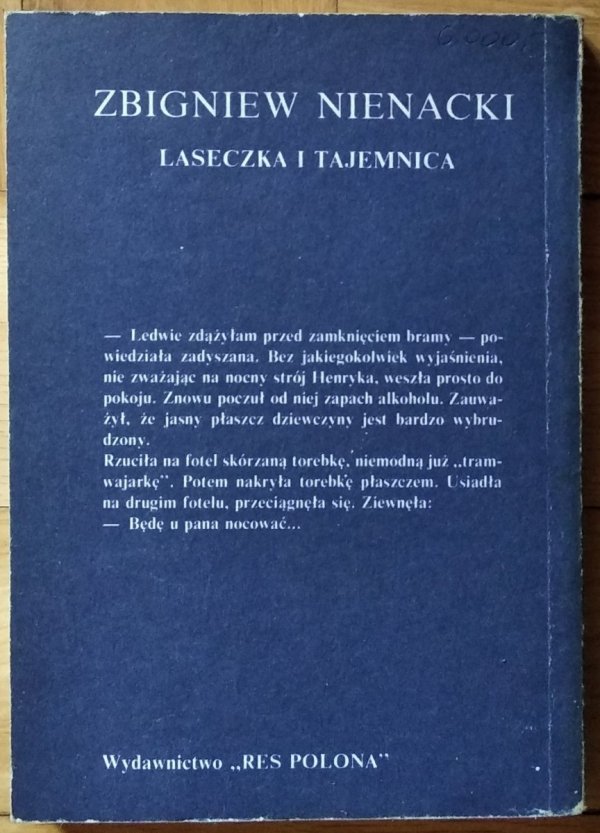 6.000,-
ZBIGNIEW NIENACKI
LASECZKA I TAJEMNICA
— Ledwie zdążyłam przed zamknięciem bramy — po-
wiedziała zadyszana. Bez jakiegokolwiek wyjaśnienia,
nie zważając na nocny strój Henryka, weszła prosto do
pokoju. Znowu poczuł od niej zapach alkoholu. Zauwa-
żył, że jasny płaszcz dziewczyny jest bardzo wybru-
dzony.
Rzuciła na fotel skórzaną torebkę, niemodną już „tram-
wajarkę”. Potem nakryła torebkę płaszczem. Usiadła
na drugim fotelu, przeciągnęła się. Ziewnęła:
— Będę u pana nocować...
Wydawnictwo „RES POLONA”